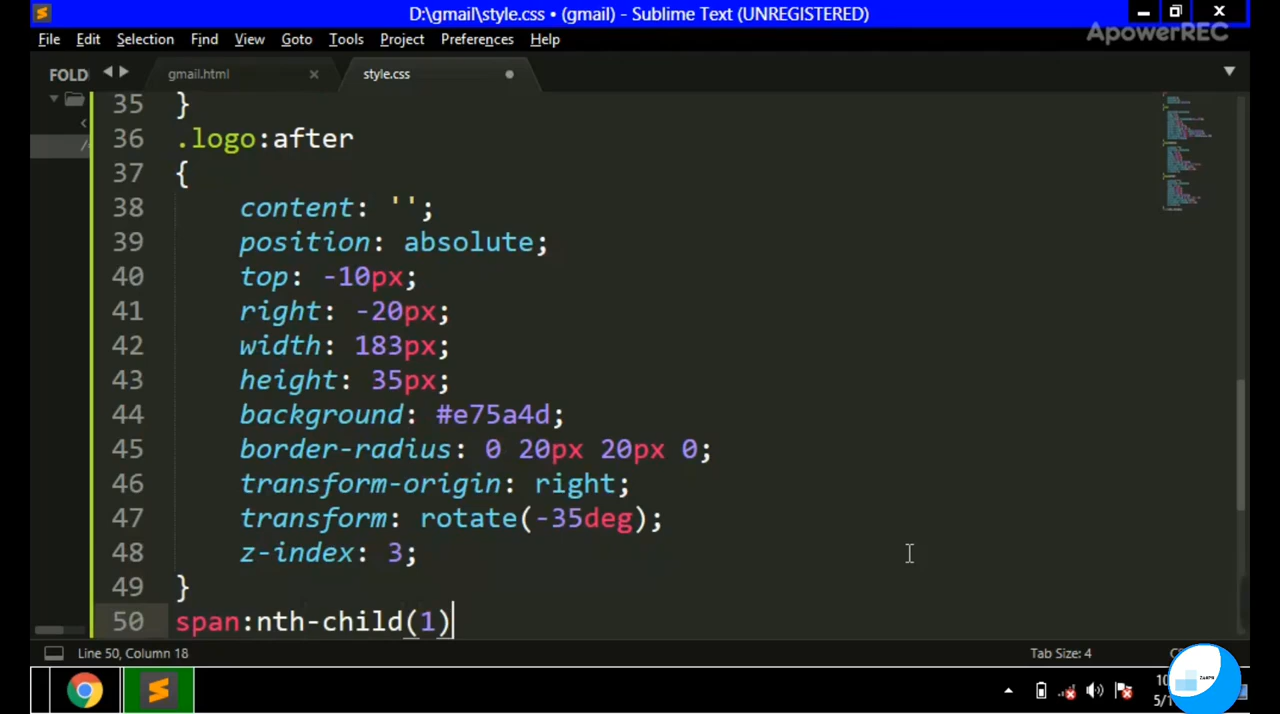 D:\gmail\style.css • (gmail) - Sublime Text (UNREGISTERED)
File Edit Selection Find View Goto Tools Project Preferences Help
ApowerREC
FOLD
gmail.html
style.css
35 }
36 .logo:after
37 {
38 content: '';
39 position: absolute;
40 top: -10px;
41 right: -20px;
42 width: 183px;
43 height: 35px;
44 background: #e75a4d;
45 border-radius: 0 20px 20px 0;
46 transform-origin: right;
47 transform: rotate(-35deg);
48 z-index: 3;
49 }
50 span:nth-child(1)
Line 50, Column 18
Tab Size: 4